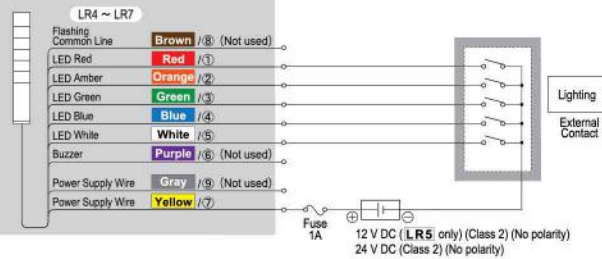 LR4 ~ LR7
Flashing
Common Line Brown /⑧ (Not used)
LED Red Red /①
LED Amber Orange /②
LED Green Green /③
LED Blue Blue /④
LED White White /⑤
Buzzer Purple /⑥ (Not used)
Power Supply Wire Gray /⑨ (Not used)
Power Supply Wire Yellow /⑦
Lighting
External
Contact
Fuse
1A
⊕ ⊖
12 V DC (LR5 only) (Class 2) (No polarity)
24 V DC (Class 2) (No polarity)